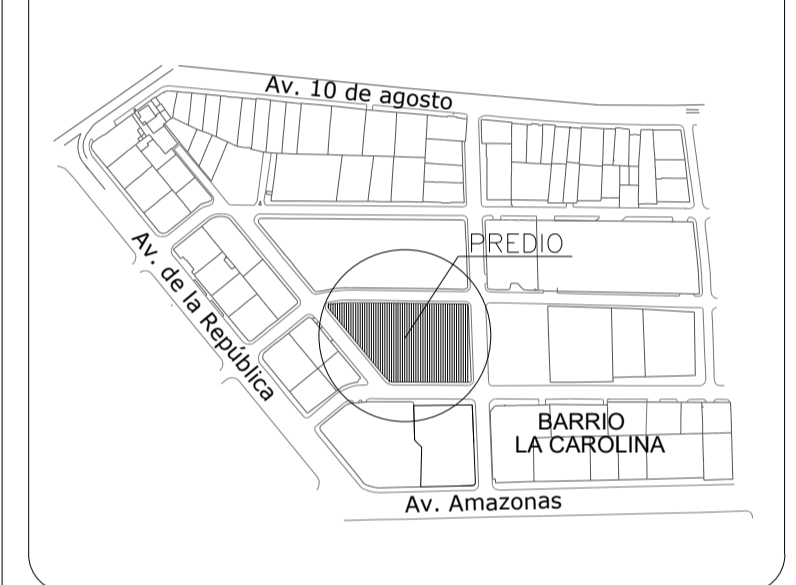 Av. 10 de agosto
PREDIO
Av. de la República
BARRIO
LA CAROLINA
Av. Amazonas